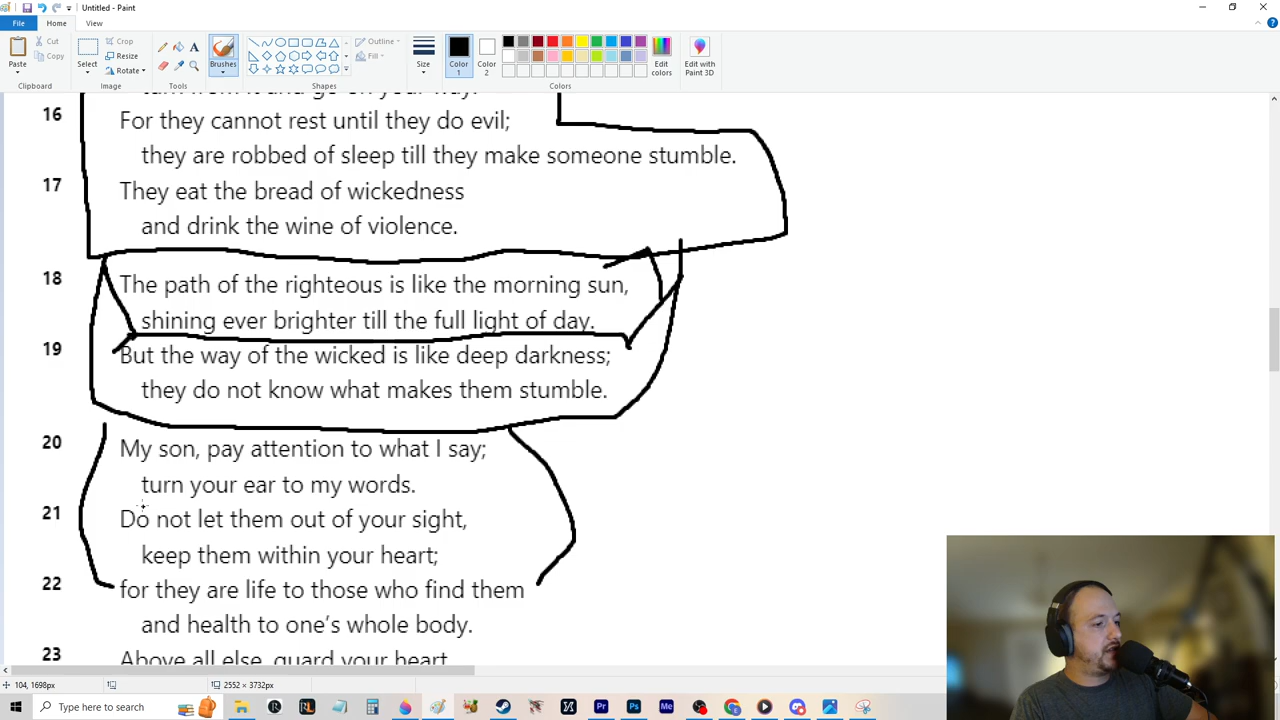 Untitled - Paint
File Home View
Paste Cut Copy Clipboard
Select Crop Resize Rotate Image
Tools
Brushes
Outline Fill Shapes
Size
Color 1 Color 2 Edit colors Edit with Paint 3D Colors
16 For they cannot rest until they do evil;
they are robbed of sleep till they make someone stumble.
17 They eat the bread of wickedness
and drink the wine of violence.
18 The path of the righteous is like the morning sun,
shining ever brighter till the full light of day.
19 But the way of the wicked is like deep darkness;
they do not know what makes them stumble.
20 My son, pay attention to what I say;
turn your ear to my words.
21 Do not let them out of your sight,
keep them within your heart;
22 for they are life to those who find them
and health to one’s whole body.
23 Above all else, guard your heart
104, 1698px 2552 × 3732px
Type here to search